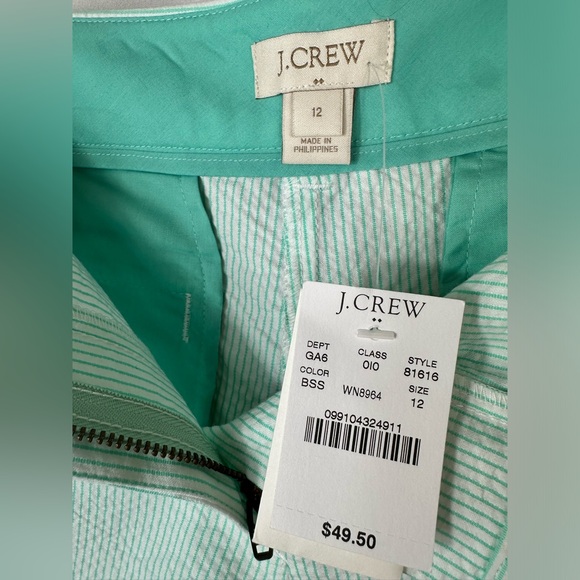 J.CREW
12
MADE IN
PHILIPPINES
J.CREW
DEPT CLASS STYLE
GA6 010 81616
COLOR SIZE
BSS WN8964 12
099104324911
$49.50